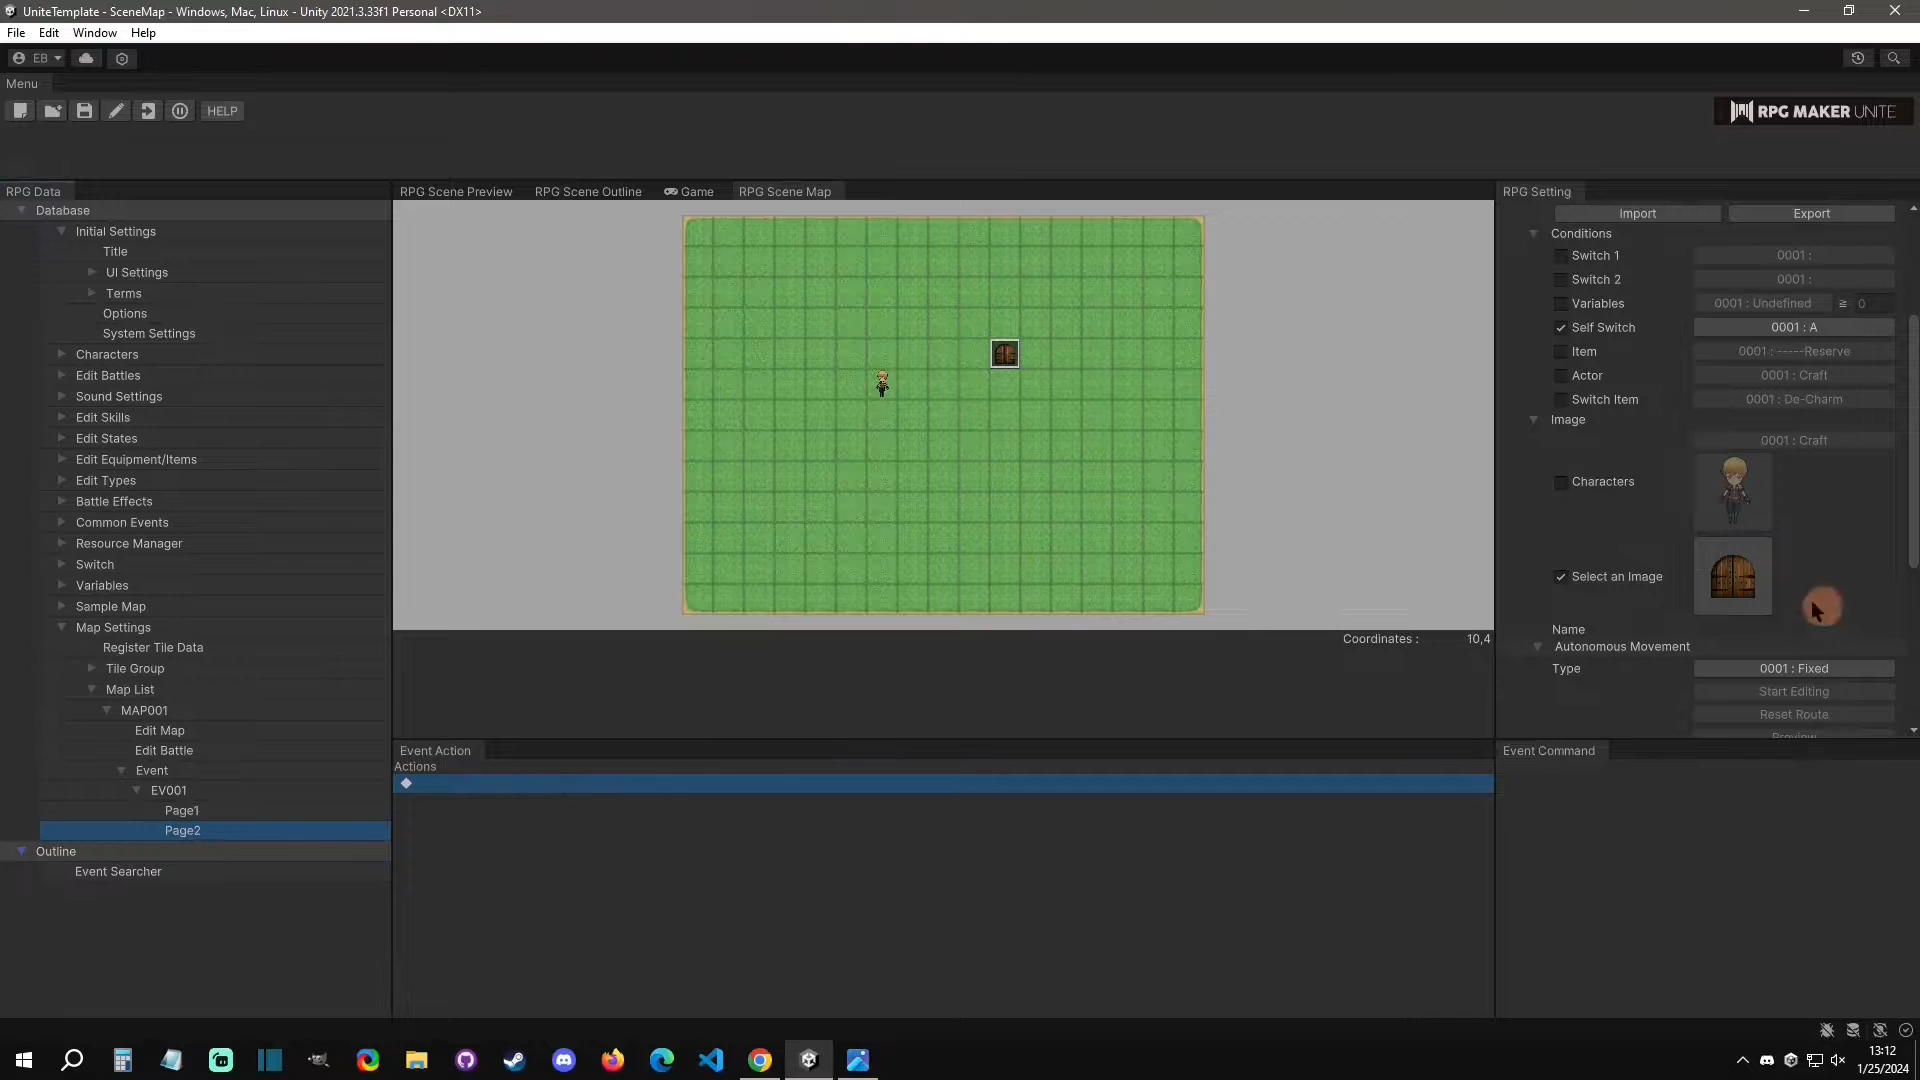 UniteTemplate - SceneMap - Windows, Mac, Linux - Unity 2021.3.33f1 Personal <DX11>
File Edit Window Help
EB
Menu
HELP
RPG MAKER UNITE
RPG Data
Database
Initial Settings
Title
UI Settings
Terms
Options
System Settings
Characters
Edit Battles
Sound Settings
Edit Skills
Edit States
Edit Equipment/Items
Edit Types
Battle Effects
Common Events
Resource Manager
Switch
Variables
Sample Map
Map Settings
Register Tile Data
Tile Group
Map List
MAP001
Edit Map
Edit Battle
Event
EV001
Page1
Page2
Outline
Event Searcher
RPG Scene Preview RPG Scene Outline Game RPG Scene Map
Coordinates : 10,4
Event Action
Actions
RPG Setting
Import Export
Conditions
Switch 1 0001 :
Switch 2 0001 :
Variables 0001 : Undefined ≥ 0
Self Switch 0001 : A
Item 0001 : -----Reserve
Actor 0001 : Craft
Switch Item 0001 : De-Charm
Image
0001 : Craft
Characters
Select an Image
Name
Autonomous Movement
Type 0001 : Fixed
Start Editing
Reset Route
Preview
Event Command
13:12
1/25/2024